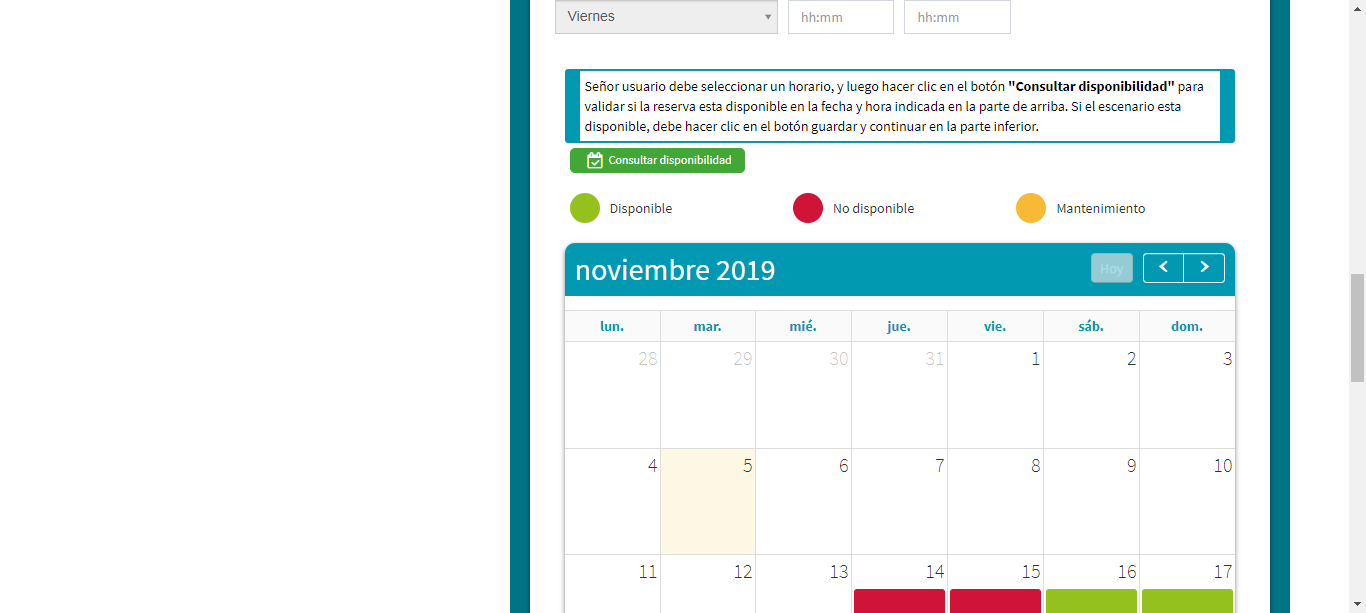 Viernes hh:mm hh:mm
Señor usuario debe seleccionar un horario, y luego hacer clic en el botón "Consultar disponibilidad" para
validar si la reserva esta disponible en la fecha y hora indicada en la parte de arriba. Si el escenario esta
disponible, debe hacer clic en el botón guardar y continuar en la parte inferior.
Consultar disponibilidad
Disponible No disponible Mantenimiento
noviembre 2019 Hoy
lun. mar. mié. jue. vie. sáb. dom.
28 29 30 31 1 2 3
4 5 6 7 8 9 10
11 12 13 14 15 16 17